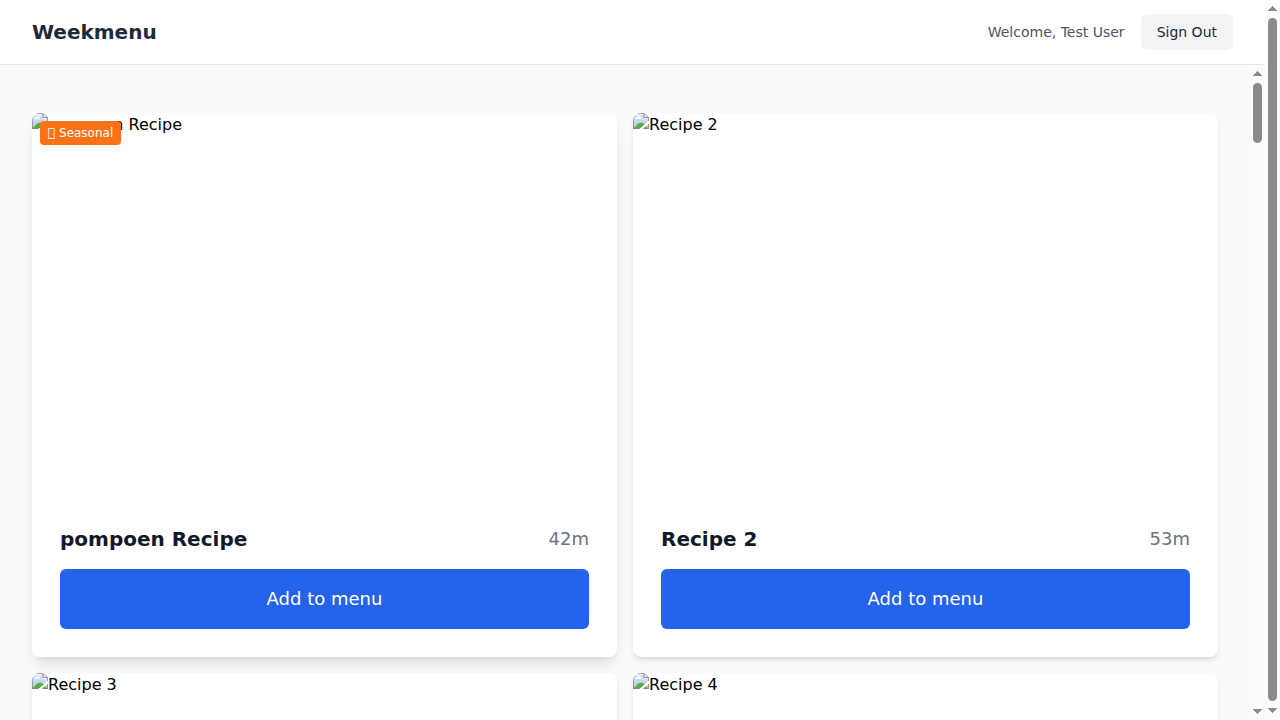 Weekmenu
Welcome, Test User
Sign Out
Seasonal
Recipe
Recipe 2
pompoen Recipe
42m
Recipe 2
53m
Add to menu
Add to menu
Recipe 3
Recipe 4